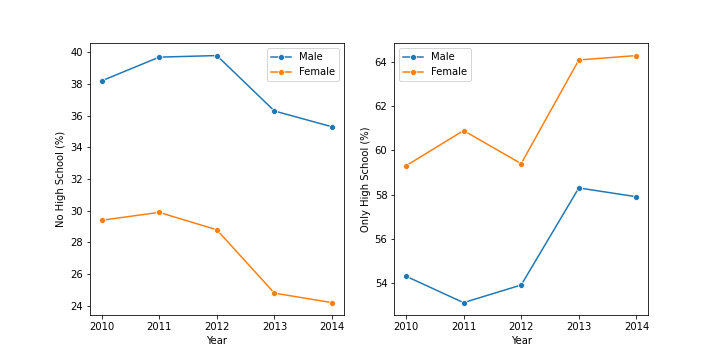 No High School (%)
40
38
36
34
32
30
28
26
24
Male
Female
2010 2011 2012 2013 2014
Year
Only High School (%)
64
62
60
58
56
54
Male
Female
2010 2011 2012 2013 2014
Year